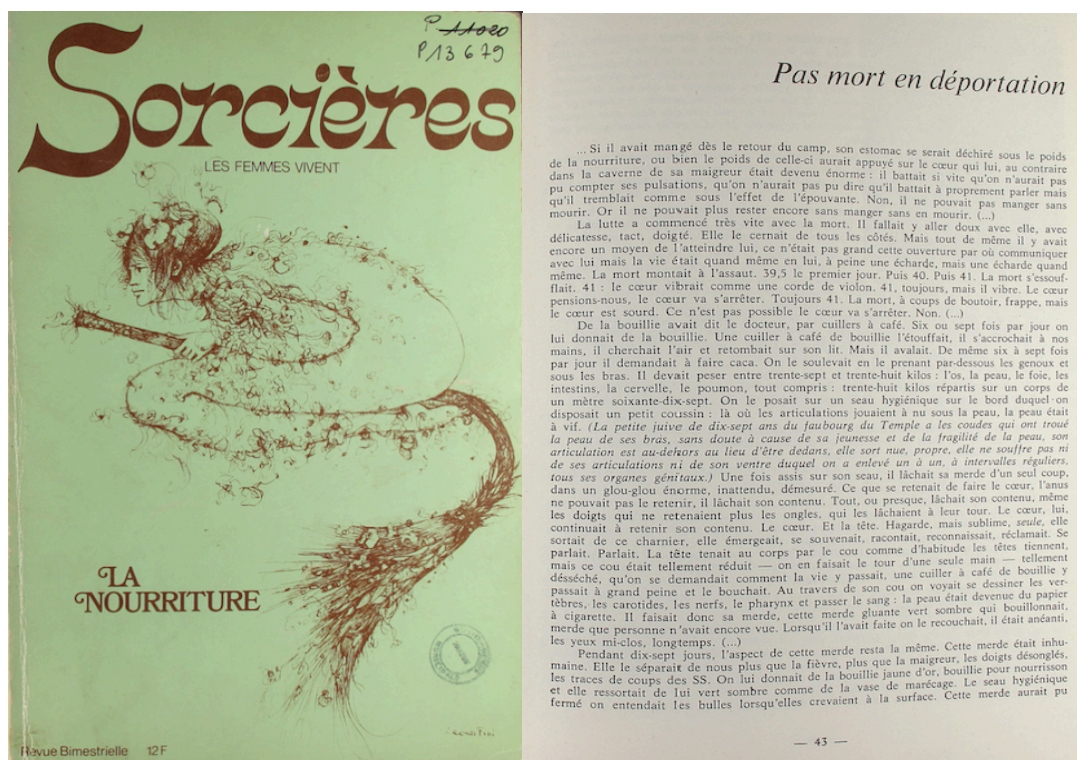 P 11020
P 13 679
Sorcières
LES FEMMES VIVENT
LA
NOURRITURE
Revue Bimestrielle 12 F
Pas mort en déportation
... Si il avait mangé dès le retour du camp, son estomac se serait déchiré sous le poids
de la nourriture, ou bien le poids de celle-ci aurait appuyé sur le cœur qui lui, au contraire
dans la caverne de sa maigreur était devenu énorme : il battait si vite qu'on n'aurait pas
pu compter ses pulsations, qu'on n'aurait pas pu dire qu'il battait à proprement parler mais
qu'il tremblait comme sous l'effet de l'épouvante. Non, il ne pouvait pas manger sans
mourir. Or il ne pouvait plus rester encore sans manger sans en mourir. (...)
La lutte a commencé très vite avec la mort. Il fallait y aller doux avec elle, avec
délicatesse, tact, doigté. Elle le cernait de tous les côtés. Mais tout de même il y avait
encore un moyen de l'atteindre lui, ce n'était pas grand cette ouverture par où communiquer
avec lui mais la vie était quand même en lui, à peine une écharde, mais une écharde quand
même. La mort montait à l'assaut. 39,5 le premier jour. Puis 40. Puis 41. La mort s'essouf-
flait. 41 : le cœur vibrait comme une corde de violon. 41, toujours, mais il vibre. Le cœur
pensions-nous, le cœur va s'arrêter. Toujours 41. La mort, à coups de boutoir, frappe, mais
le cœur est sourd. Ce n'est pas possible le cœur va s'arrêter. Non. (...)
De la bouillie avait dit le docteur, par cuillers à café. Six ou sept fois par jour on
lui donnait de la bouillie. Une cuiller à café de bouillie l'étouffait, il s'accrochait à nos
mains, il cherchait l'air et retombait sur son lit. Mais il avalait. De même six à sept fois
par jour il demandait à faire caca. On le soulevait en le prenant par-dessous les genoux et
sous les bras. Il devait peser entre trente-sept et trente-huit kilos : l'os, la peau, le foie, les
intestins, la cervelle, le poumon, tout compris : trente-huit kilos répartis sur un corps de
un mètre soixante-dix-sept. On le posait sur un seau hygiénique sur le bord duquel on
disposait un petit coussin : là où les articulations jouaient à nu sous la peau, la peau était
à vif. (La petite juive de dix-sept ans du faubourg du Temple a les coudes qui ont troué
la peau de ses bras, sans doute à cause de sa jeunesse et de la fragilité de la peau, son
articulation est au-dehors au lieu d'être dedans, elle sort nue, propre, elle ne souffre pas ni
de ses articulations ni de son ventre duquel on a enlevé un à un, à intervalles réguliers,
tous ses organes génitaux.) Une fois assis sur son seau, il lâchait sa merde d'un seul coup,
dans un glou-glou énorme, inattendu, démesuré. Ce que se retenait de faire le cœur, l'anus
ne pouvait pas le retenir, il lâchait son contenu. Tout, ou presque, lâchait son contenu, même
les doigts qui ne retenaient plus les ongles, qui les lâchaient à leur tour. Le cœur, lui,
continuait à retenir son contenu. Le cœur. Et la tête. Hagarde, mais sublime, seule, elle
sortait de ce charnier, elle émergeait, se souvenait, racontait, reconnaissait, réclamait. Se
parlait. Parlait. La tête tenait au corps par le cou comme d'habitude les têtes tiennent,
mais ce cou était tellement réduit — on en faisait le tour d'une seule main — tellement
désséché, qu'on se demandait comment la vie y passait, une cuiller à café de bouillie y
passait à grand peine et le bouchait. Au travers de son cou on voyait se dessiner les ver-
tèbres, les carotides, les nerfs, le pharynx et passer le sang : la peau était devenue du papier
à cigarette. Il faisait donc sa merde, cette merde gluante vert sombre qui bouillonnait,
merde que personne n'avait encore vue. Lorsqu'il l'avait faite on le recouchait, il était anéanti,
les yeux mi-clos, longtemps. (...)
Pendant dix-sept jours, l'aspect de cette merde resta la même. Cette merde était inhu-
maine. Elle le séparait de nous plus que la fièvre, plus que la maigreur, les doigts désonglés,
les traces de coups des SS. On lui donnait de la bouillie jaune d'or, bouillie pour nourrisson
et elle ressortait de lui vert sombre comme de la vase de marécage. Le seau hygiénique
fermé on entendait les bulles lorsqu'elles crevaient à la surface. Cette merde aurait pu
— 43 —